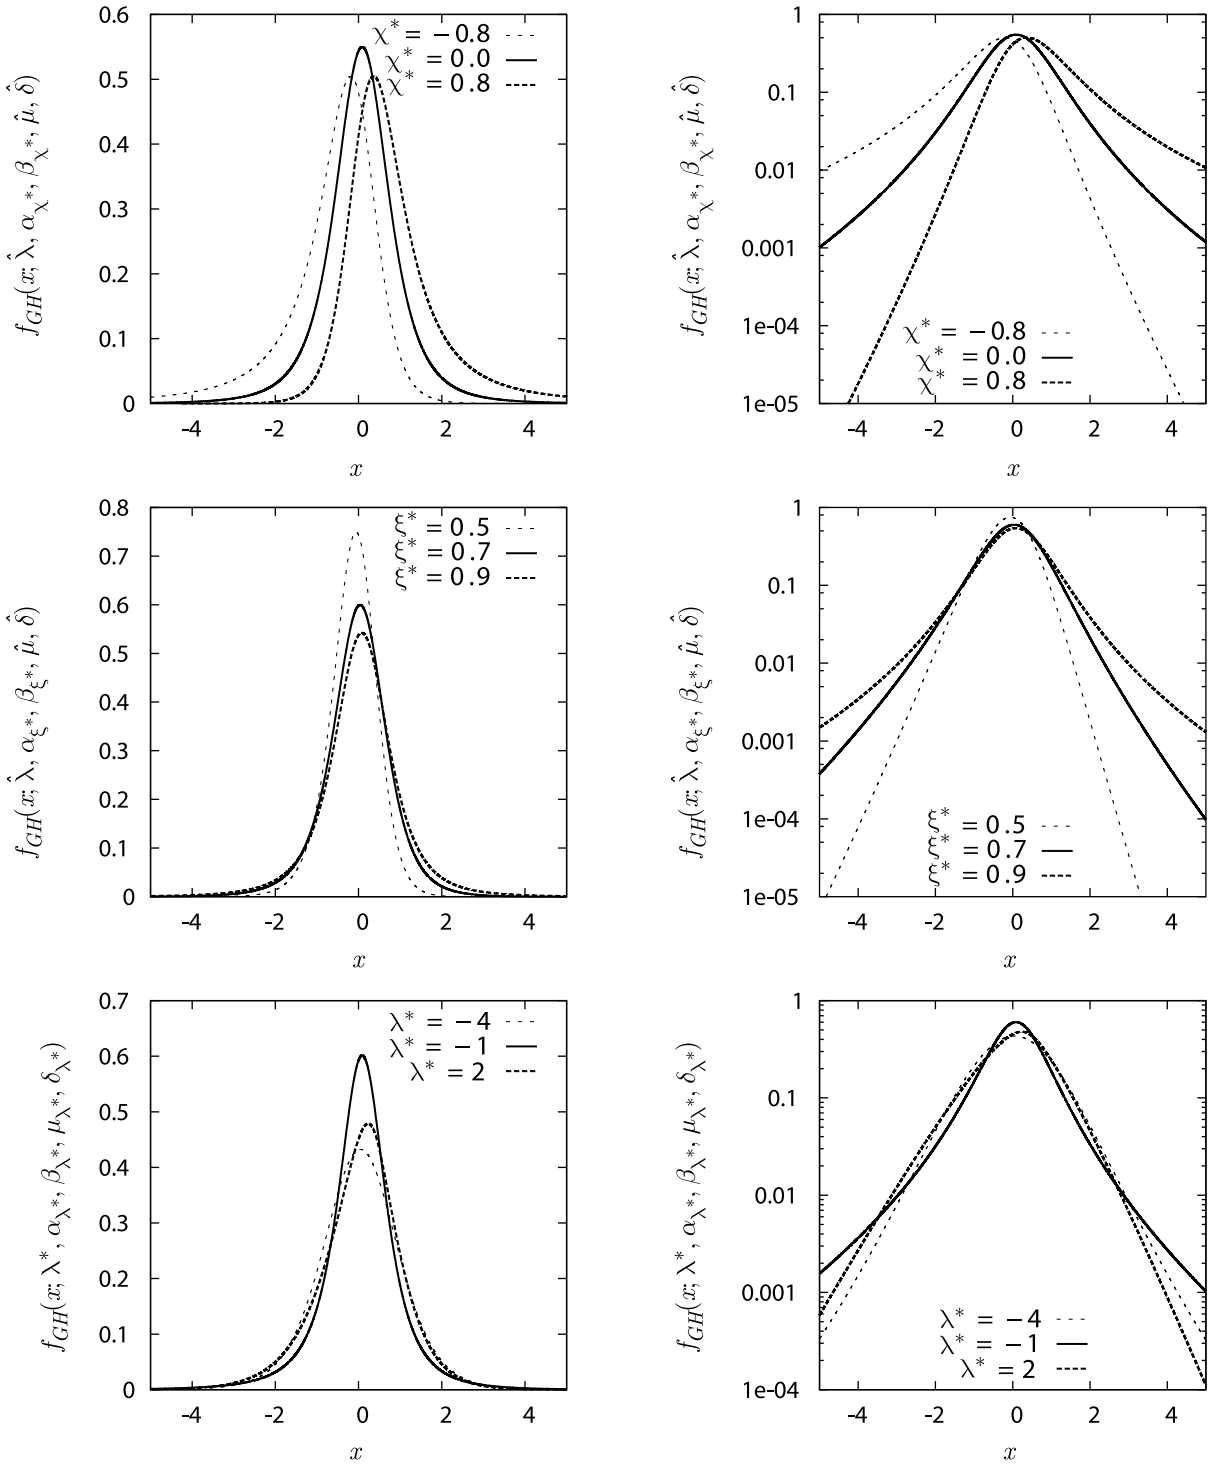 0.6
0.5
0.4
0.3
0.2
0.1
0
-4 -2 0 2 4
x
f_GH(x; λ̂, α_χ*, β_χ*, μ̂, δ̂)
χ* = −0.8
χ* = 0.0
χ* = 0.8
1
0.1
0.01
0.001
1e-04
1e-05
-4 -2 0 2 4
x
f_GH(x; λ̂, α_χ*, β_χ*, μ̂, δ̂)
χ* = −0.8
χ* = 0.0
χ* = 0.8
0.8
0.7
0.6
0.5
0.4
0.3
0.2
0.1
0
-4 -2 0 2 4
x
f_GH(x; λ̂, α_ξ*, β_ξ*, μ̂, δ̂)
ξ* = 0.5
ξ* = 0.7
ξ* = 0.9
1
0.1
0.01
0.001
1e-04
1e-05
-4 -2 0 2 4
x
f_GH(x; λ̂, α_ξ*, β_ξ*, μ̂, δ̂)
ξ* = 0.5
ξ* = 0.7
ξ* = 0.9
0.7
0.6
0.5
0.4
0.3
0.2
0.1
0
-4 -2 0 2 4
x
f_GH(x; λ*, α_λ*, β_λ*, μ_λ*, δ_λ*)
λ* = −4
λ* = −1
λ* = 2
1
0.1
0.01
0.001
1e-04
-4 -2 0 2 4
x
f_GH(x; λ*, α_λ*, β_λ*, μ_λ*, δ_λ*)
λ* = −4
λ* = −1
λ* = 2